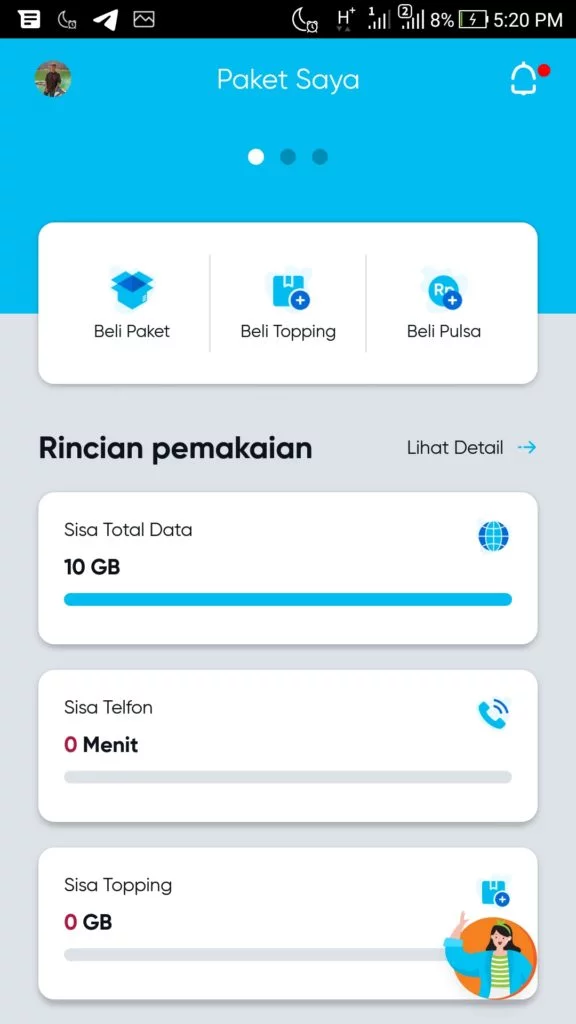 H+ 1 2 8% 5:20 PM
Paket Saya
Beli Paket
Beli Topping
Beli Pulsa
Rincian pemakaian
Lihat Detail
Sisa Total Data
10 GB
Sisa Telfon
0 Menit
Sisa Topping
0 GB